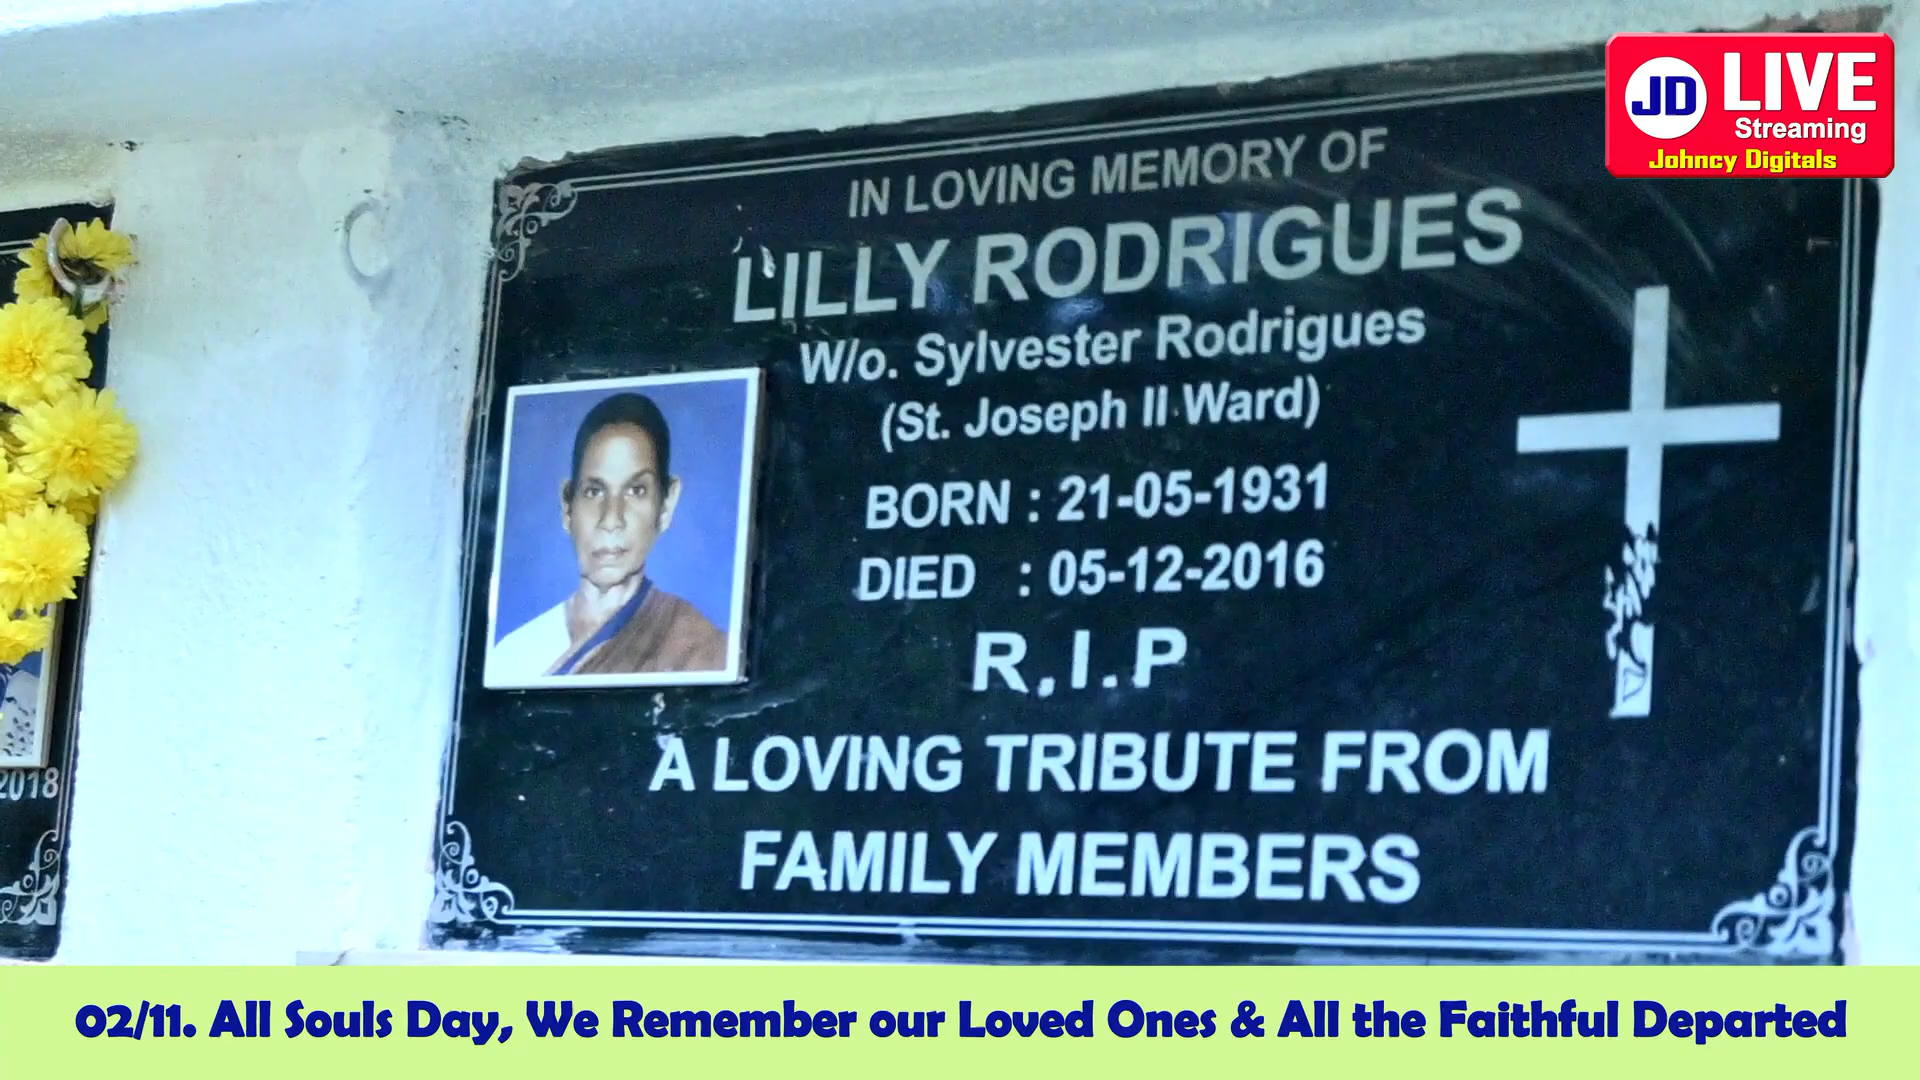 JD LIVE
Streaming
Johncy Digitals
IN LOVING MEMORY OF
LILLY RODRIGUES
W/o. Sylvester Rodrigues
(St. Joseph II Ward)
BORN : 21-05-1931
DIED : 05-12-2016
R.I.P
A LOVING TRIBUTE FROM
FAMILY MEMBERS
2018
02/11. All Souls Day, We Remember our Loved Ones & All the Faithful Departed